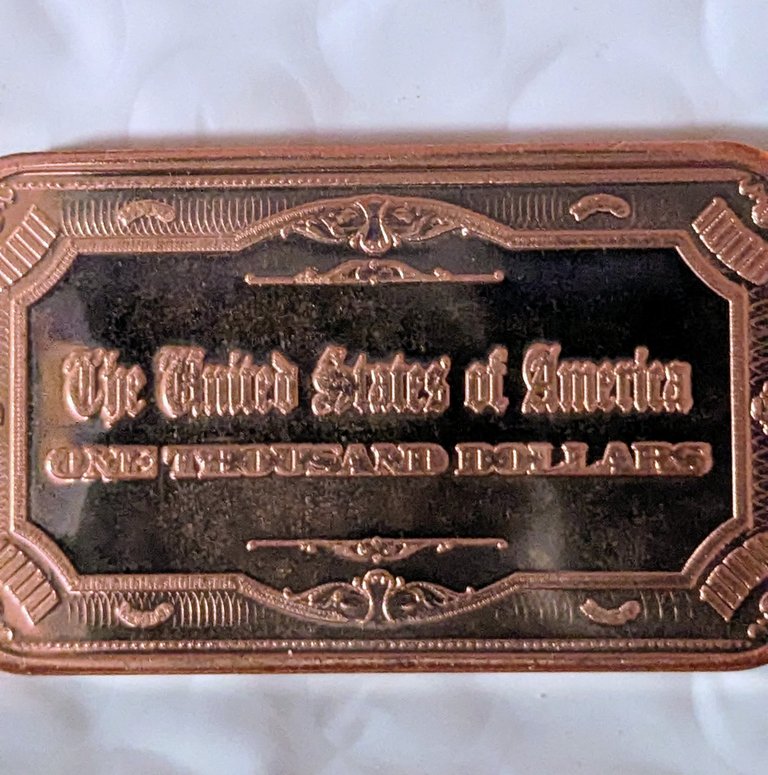 The United States of America
ONE THOUSAND DOLLARS